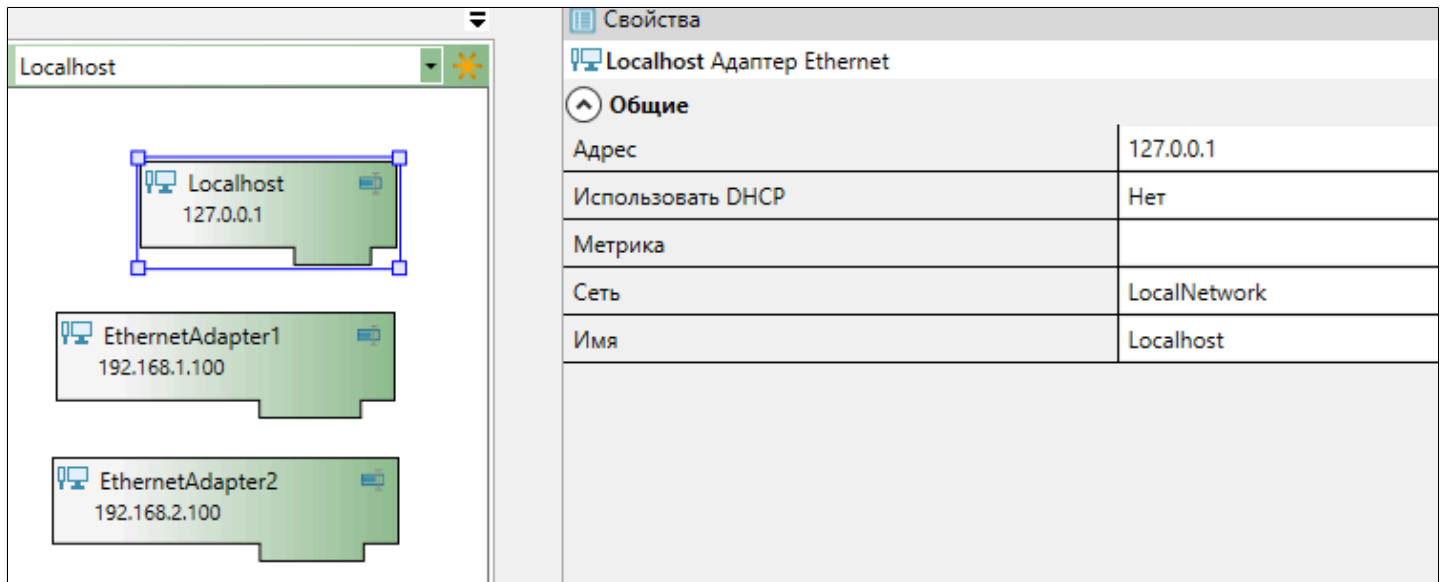 Localhost
Localhost
127.0.0.1
EthernetAdapter1
192.168.1.100
EthernetAdapter2
192.168.2.100
Свойства
Localhost Адаптер Ethernet
Общие
Адрес 127.0.0.1
Использовать DHCP Нет
Метрика
Сеть LocalNetwork
Имя Localhost